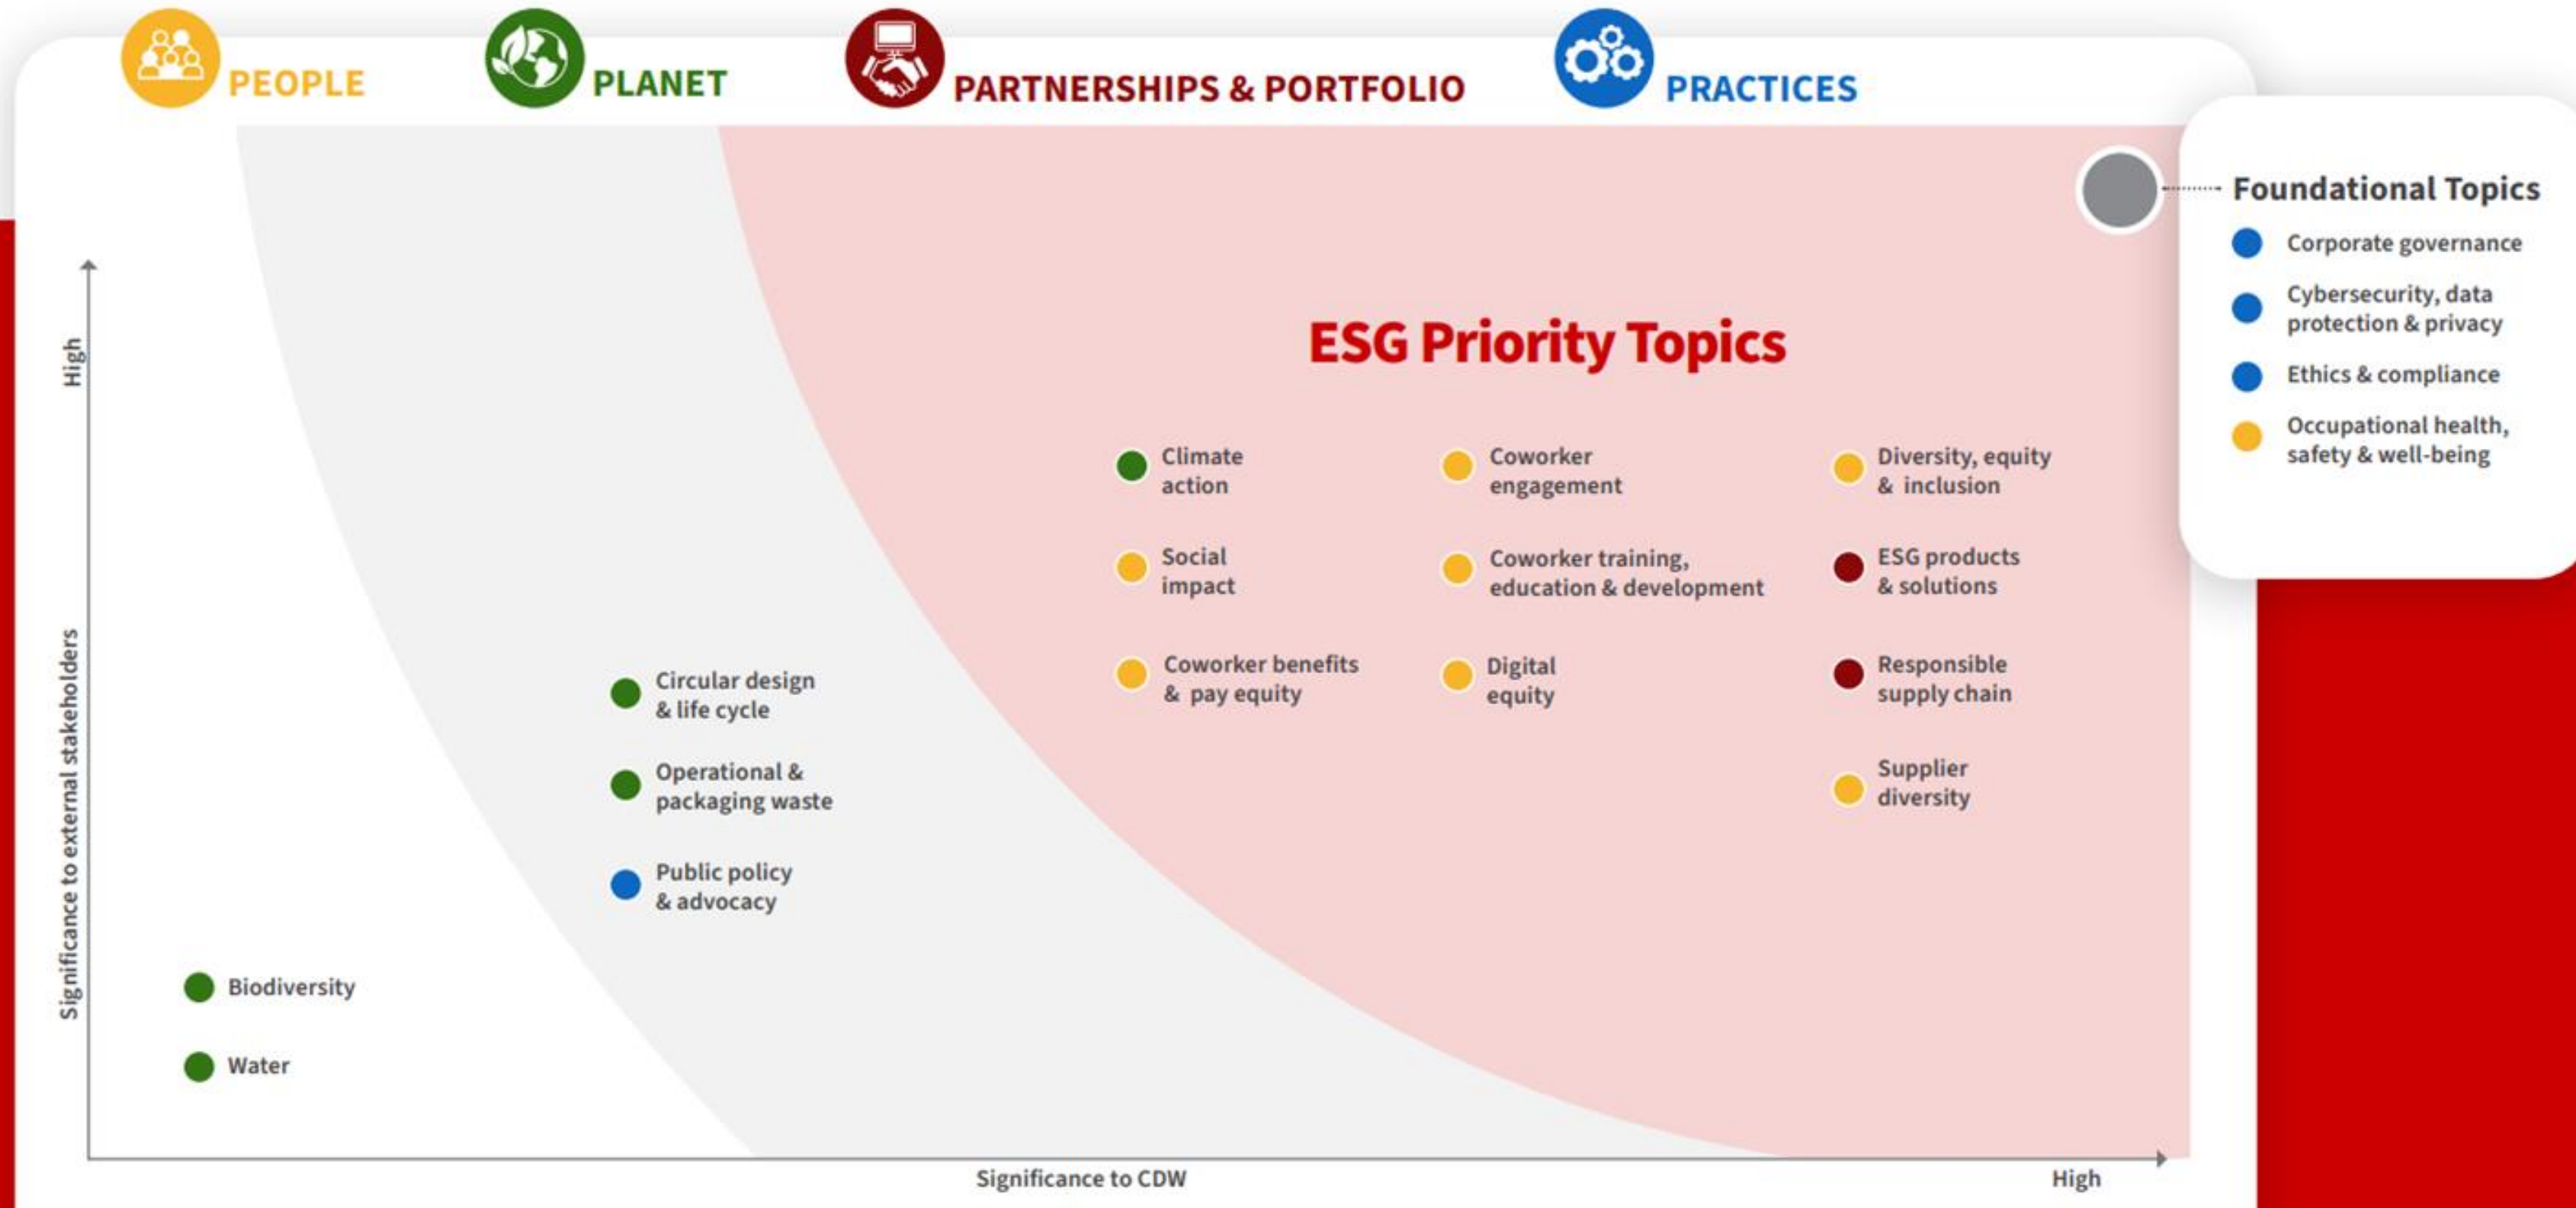 PEOPLE
PLANET
PARTNERSHIPS & PORTFOLIO
PRACTICES
Foundational Topics
Corporate governance
Cybersecurity, data
protection & privacy
Ethics & compliance
Occupational health,
safety & well-being
High
Significance to external stakeholders
ESG Priority Topics
Climate
action
Coworker
engagement
Diversity, equity
& inclusion
Social
impact
Coworker training,
education & development
ESG products
& solutions
Coworker benefits
& pay equity
Digital
equity
Responsible
supply chain
Supplier
diversity
Circular design
& life cycle
Operational &
packaging waste
Public policy
& advocacy
Biodiversity
Water
Significance to CDW
High